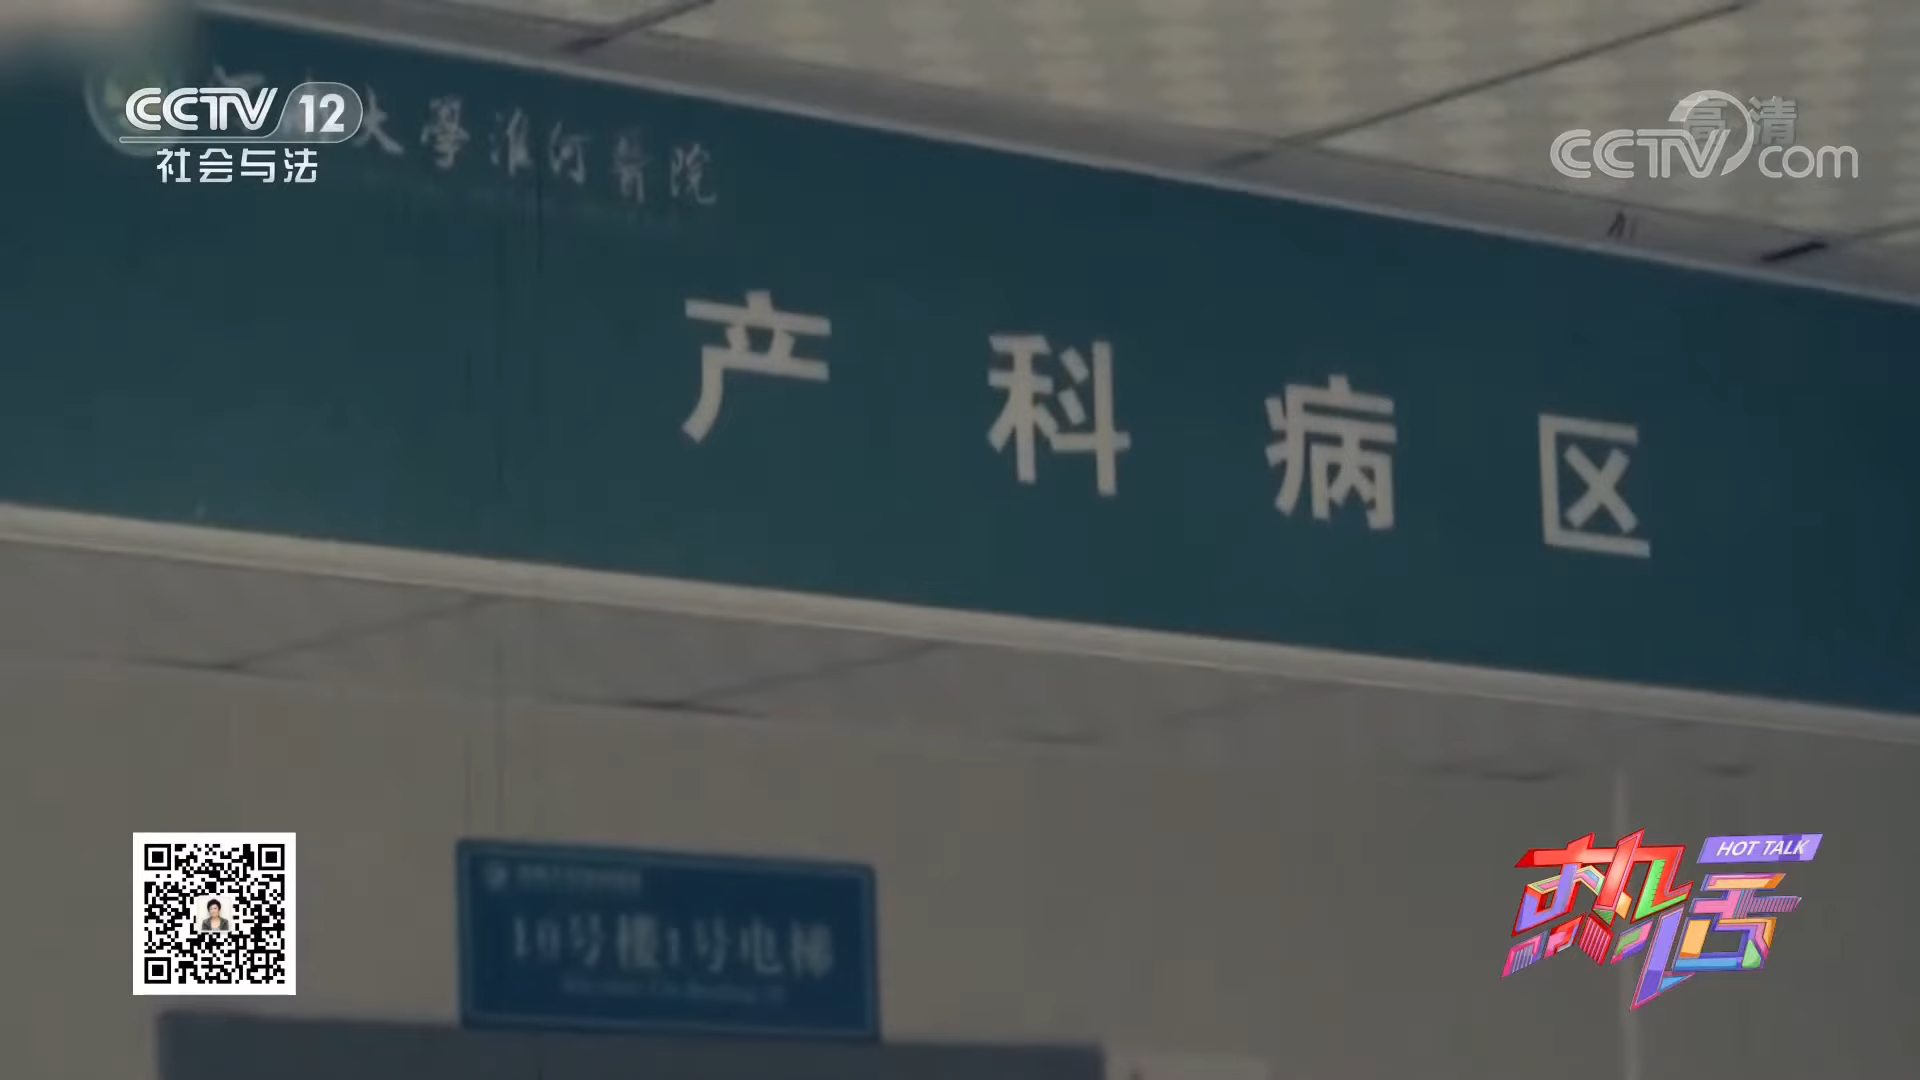 CCTV 12
社会与法
高清
CCTV com
大學淮河醫院
产科病区
HOT TALK
热话
10号楼1号电梯